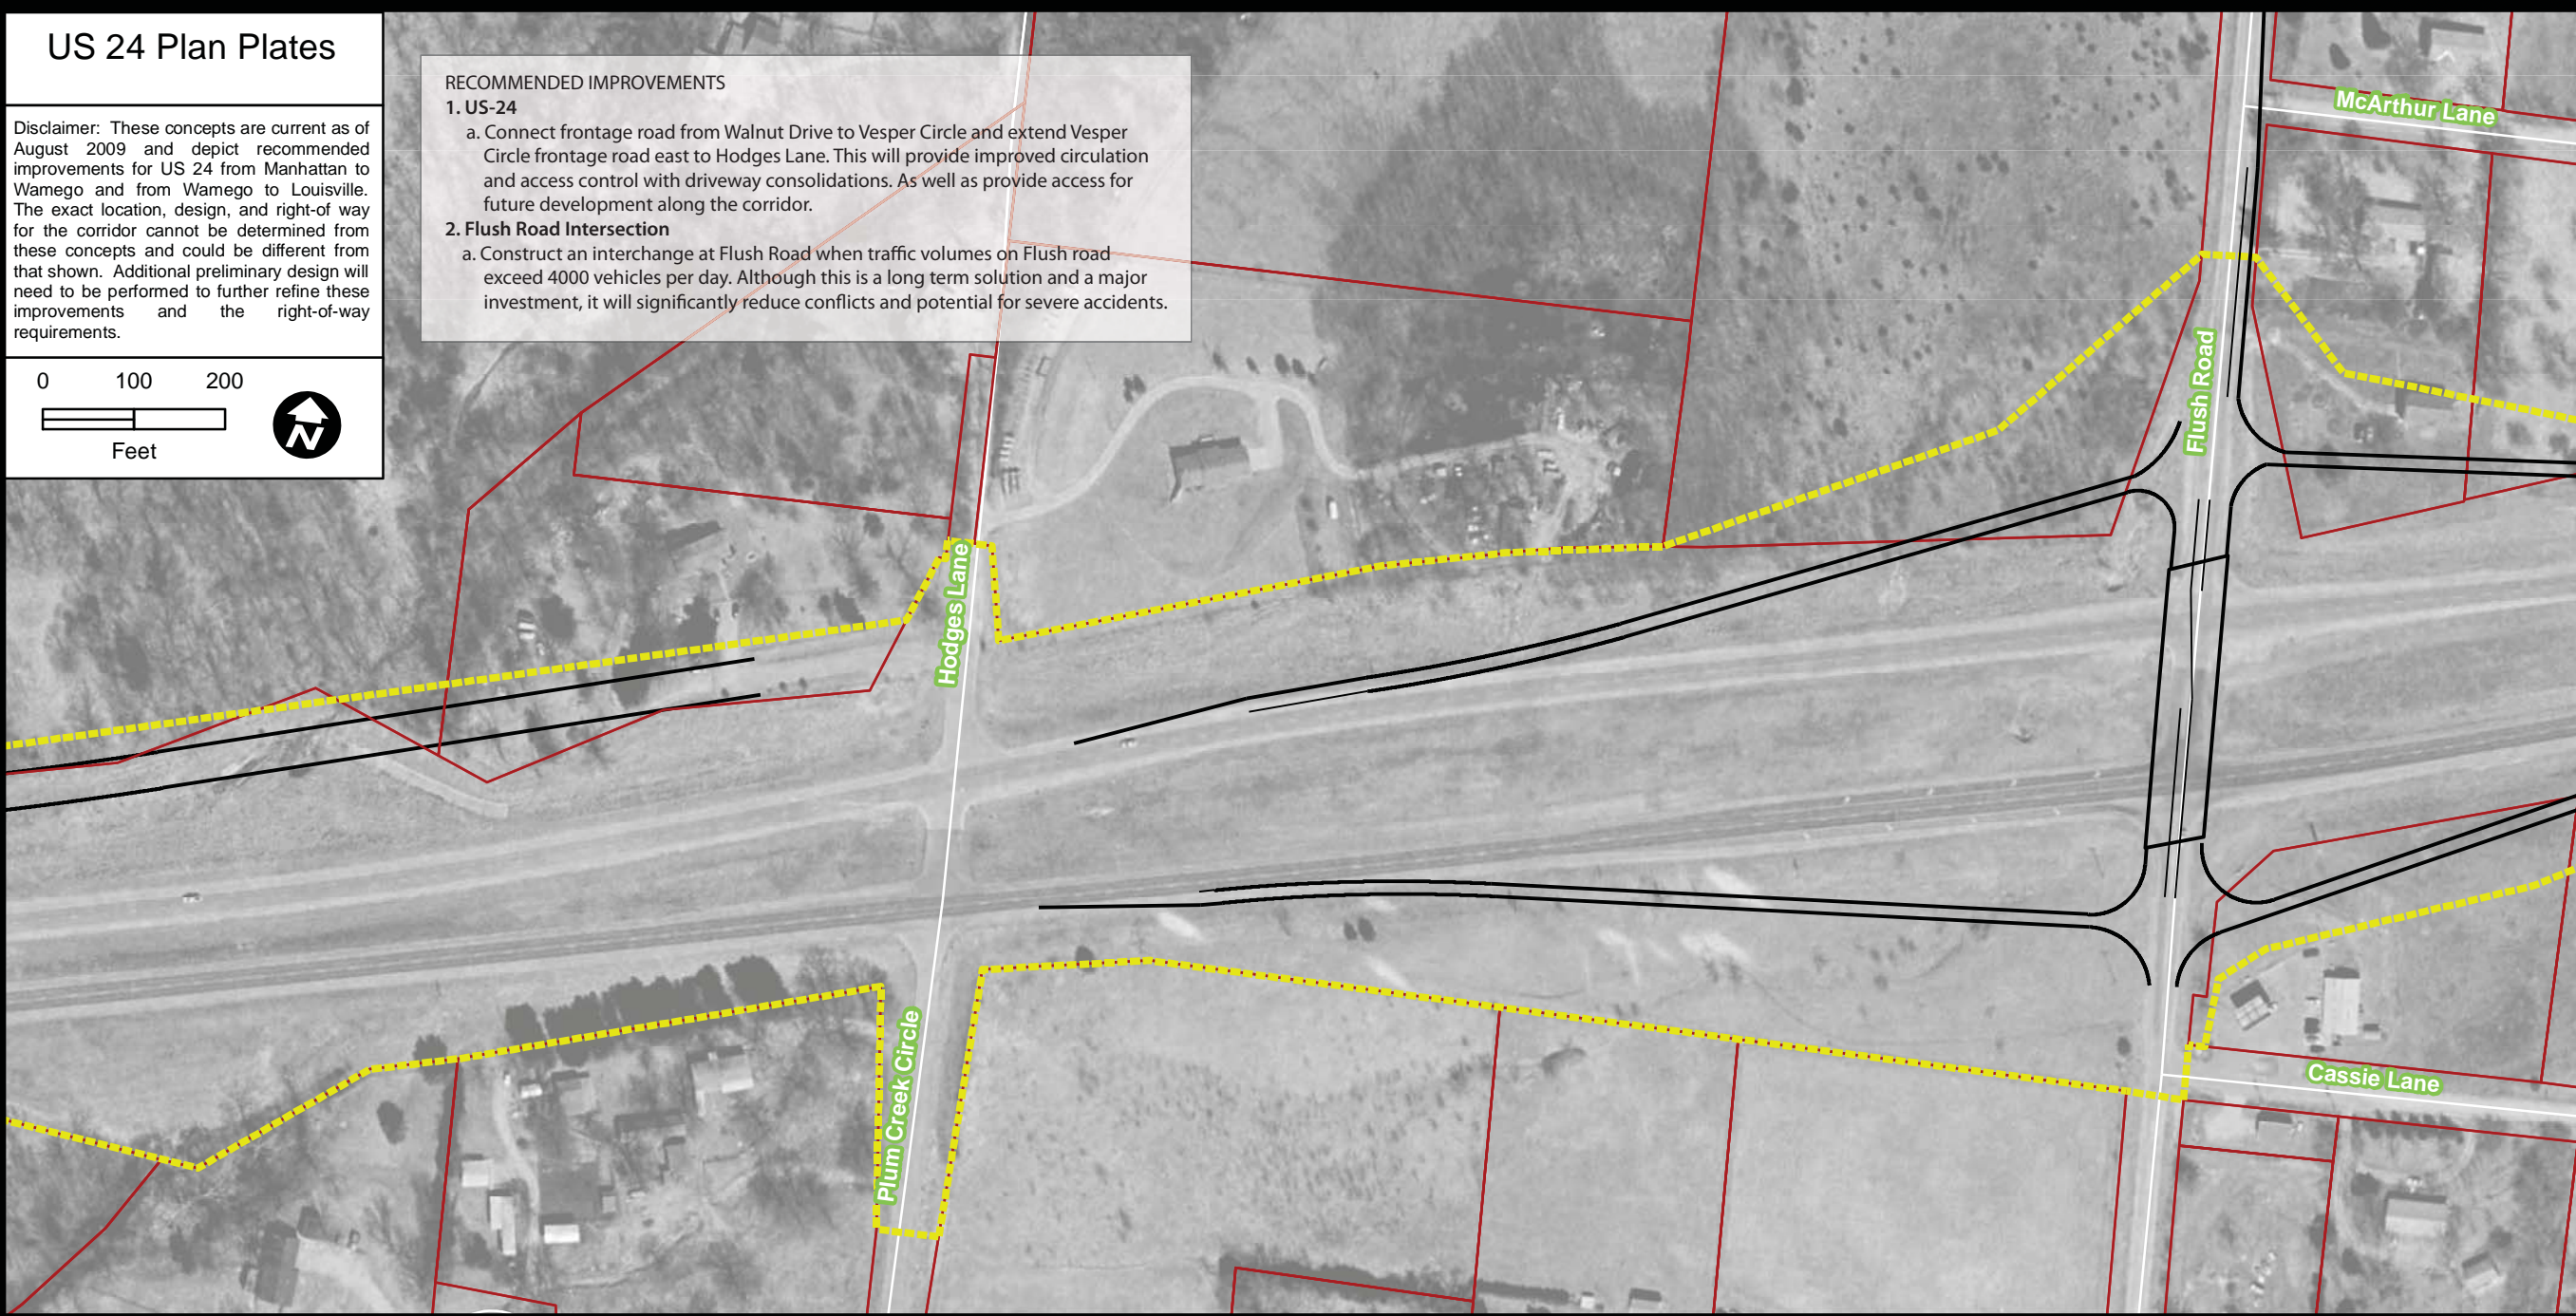 US 24 Plan Plates
Disclaimer: These concepts are current as of
August 2009 and depict recommended
improvements for US 24 from Manhattan to
Wamego and from Wamego to Louisville.
The exact location, design, and right-of way
for the corridor cannot be determined from
these concepts and could be different from
that shown. Additional preliminary design will
need to be performed to further refine these
improvements and the right-of-way
requirements.
0 100 200
Feet
N
RECOMMENDED IMPROVEMENTS
1. US-24
a. Connect frontage road from Walnut Drive to Vesper Circle and extend Vesper
Circle frontage road east to Hodges Lane. This will provide improved circulation
and access control with driveway consolidations. As well as provide access for
future development along the corridor.
2. Flush Road Intersection
a. Construct an interchange at Flush Road when traffic volumes on Flush road
exceed 4000 vehicles per day. Although this is a long term solution and a major
investment, it will significantly reduce conflicts and potential for severe accidents.
McArthur Lane
Flush Road
Hodges Lane
Plum Creek Circle
Cassie Lane